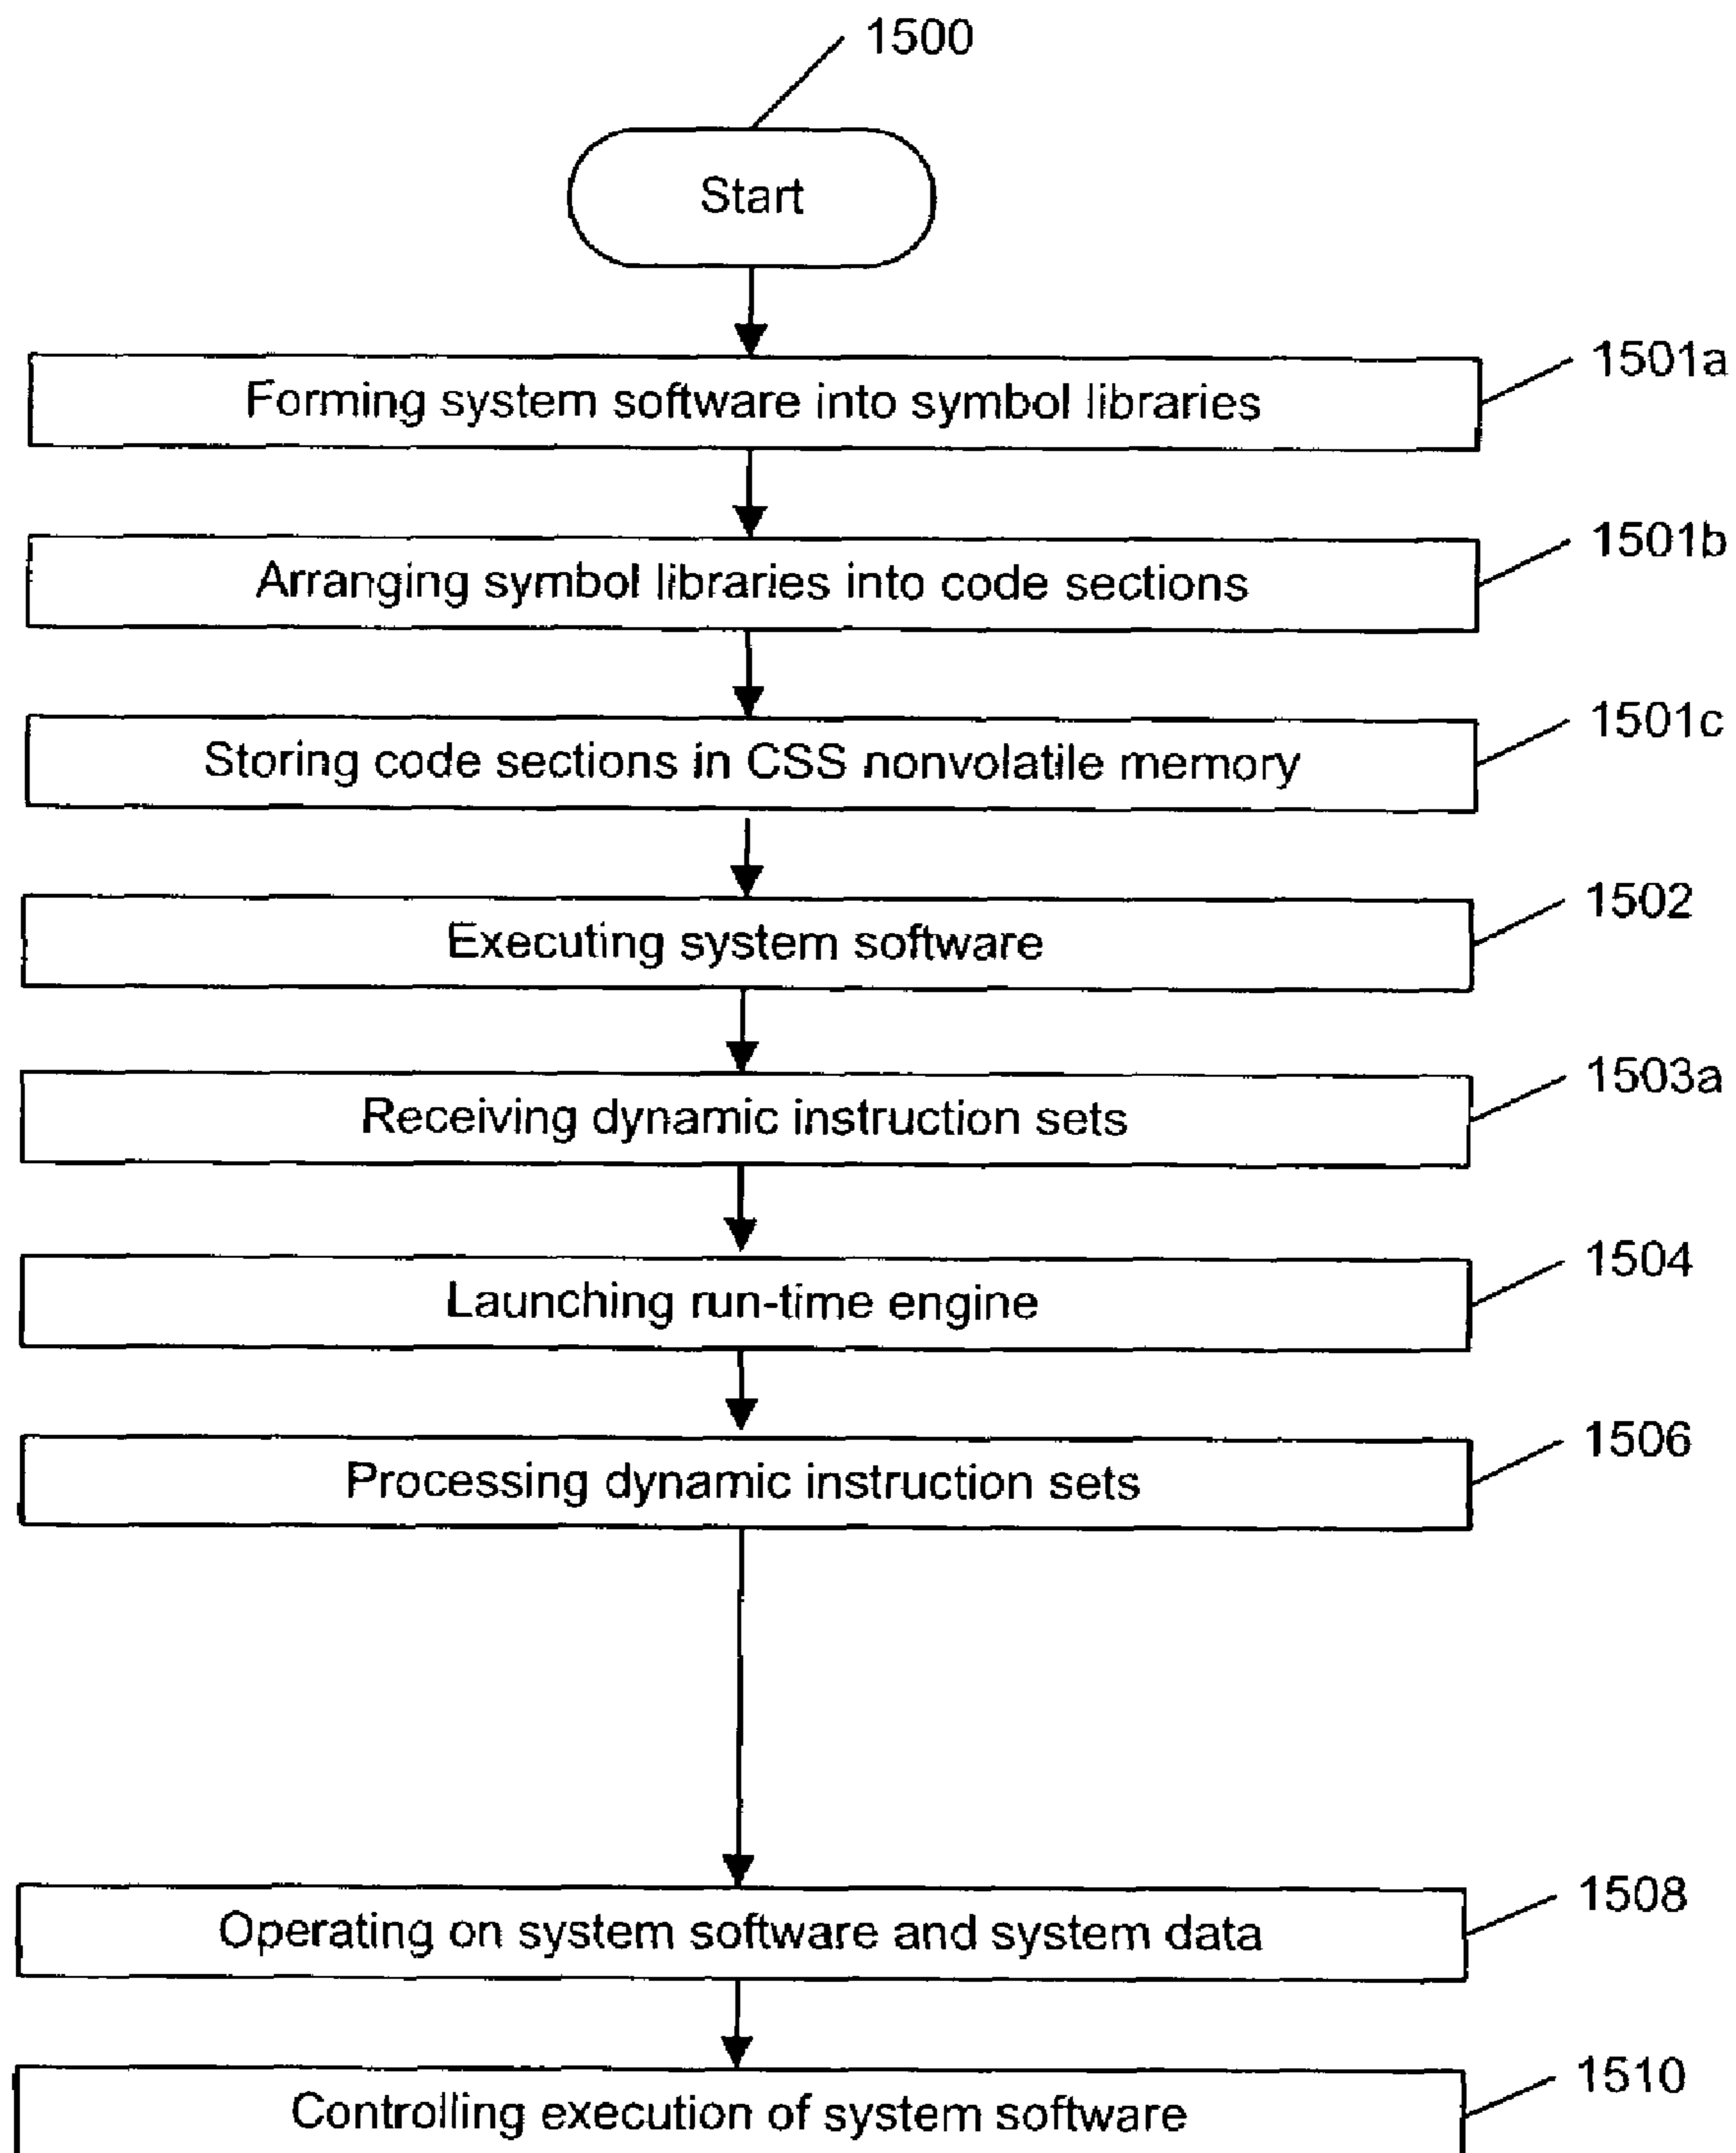 1500
Start
1501a
Forming system software into symbol libraries
1501b
Arranging symbol libraries into code sections
1501c
Storing code sections in CSS nonvolatile memory
1502
Executing system software
1503a
Receiving dynamic instruction sets
1504
Launching run-time engine
1506
Processing dynamic instruction sets
1508
Operating on system software and system data
1510
Controlling execution of system software